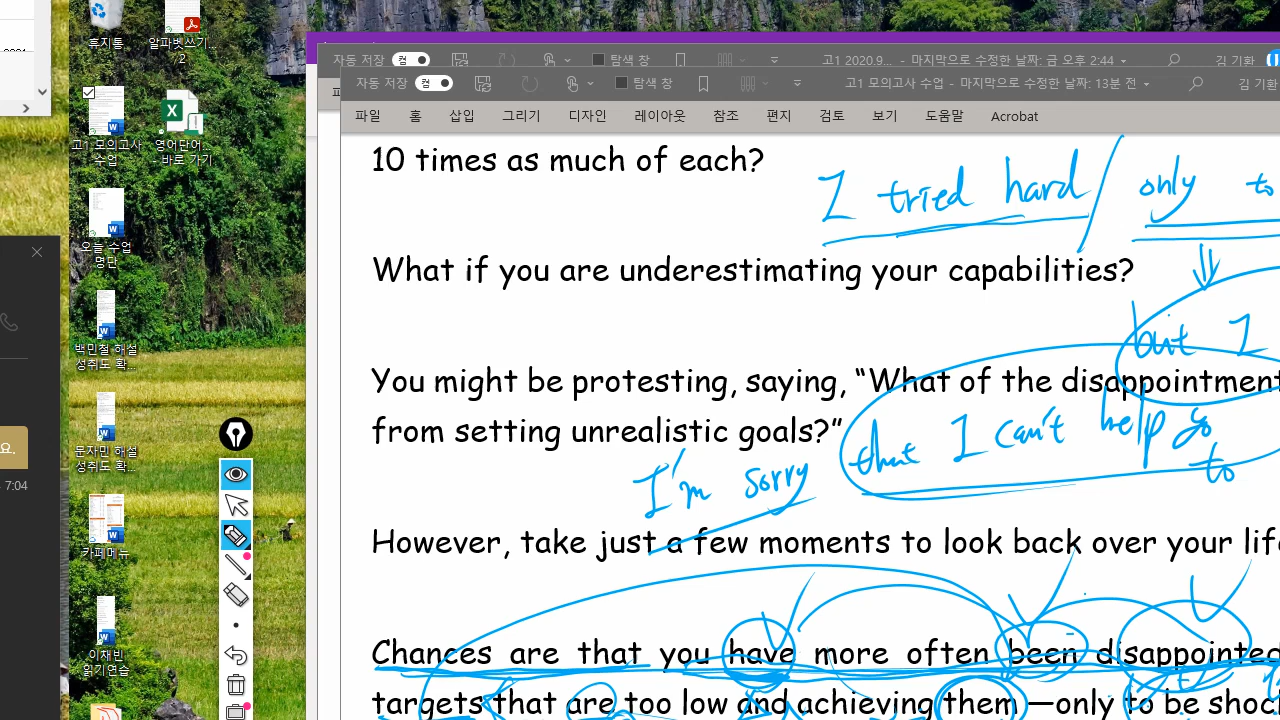 휴지통
알파벳쓰기...
2
고1 모의고사
수업
영어단어...
- 바로 가기
오늘 수업
명단
백민철 해설
성취도 확...
문자민 해설
성취도 확...
카페메뉴
이채빈
읽기 연습
요.
7:04
자동 저장 컴 탐색 창 고1 2020.9... - 마지막으로 수정한 날짜: 금 오후 2:44 김 기환
자동 저장 컴 탐색 창 고1 모의고사 수업 - 마지막으로 수정한 날짜: 13분 전 김 기환
파일 홈 삽입 그리기 디자인 레이아웃 참조 편지 검토 보기 도움말 Acrobat
10 times as much of each?
I tried hard / only to
What if you are underestimating your capabilities?
but I
You might be protesting, saying, “What of the disappointment
from setting unrealistic goals?”
that I can't help go
to
I'm sorry
However, take just a few moments to look back over your life
Chances are that you have more often been disappointed
targets that are too low and achieving them —only to be shoc